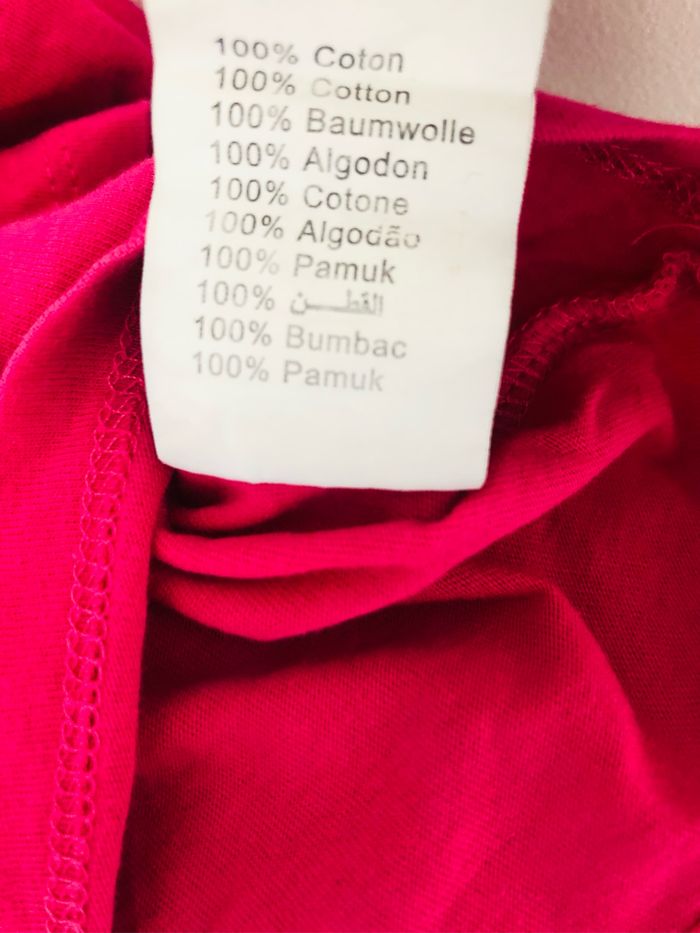 100% Coton
100% Cotton
100% Baumwolle
100% Algodon
100% Cotone
100% Algodão
100% Pamuk
100% القطن
100% Bumbac
100% Pamuk